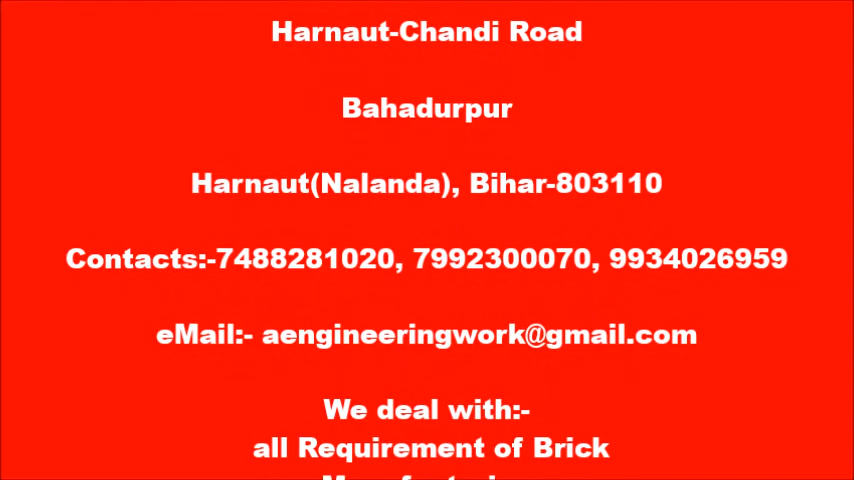 Harnaut-Chandi Road
Bahadurpur
Harnaut(Nalanda), Bihar-803110
Contacts:-7488281020, 7992300070, 9934026959
eMail:- aengineeringwork@gmail.com
We deal with:-
all Requirement of Brick